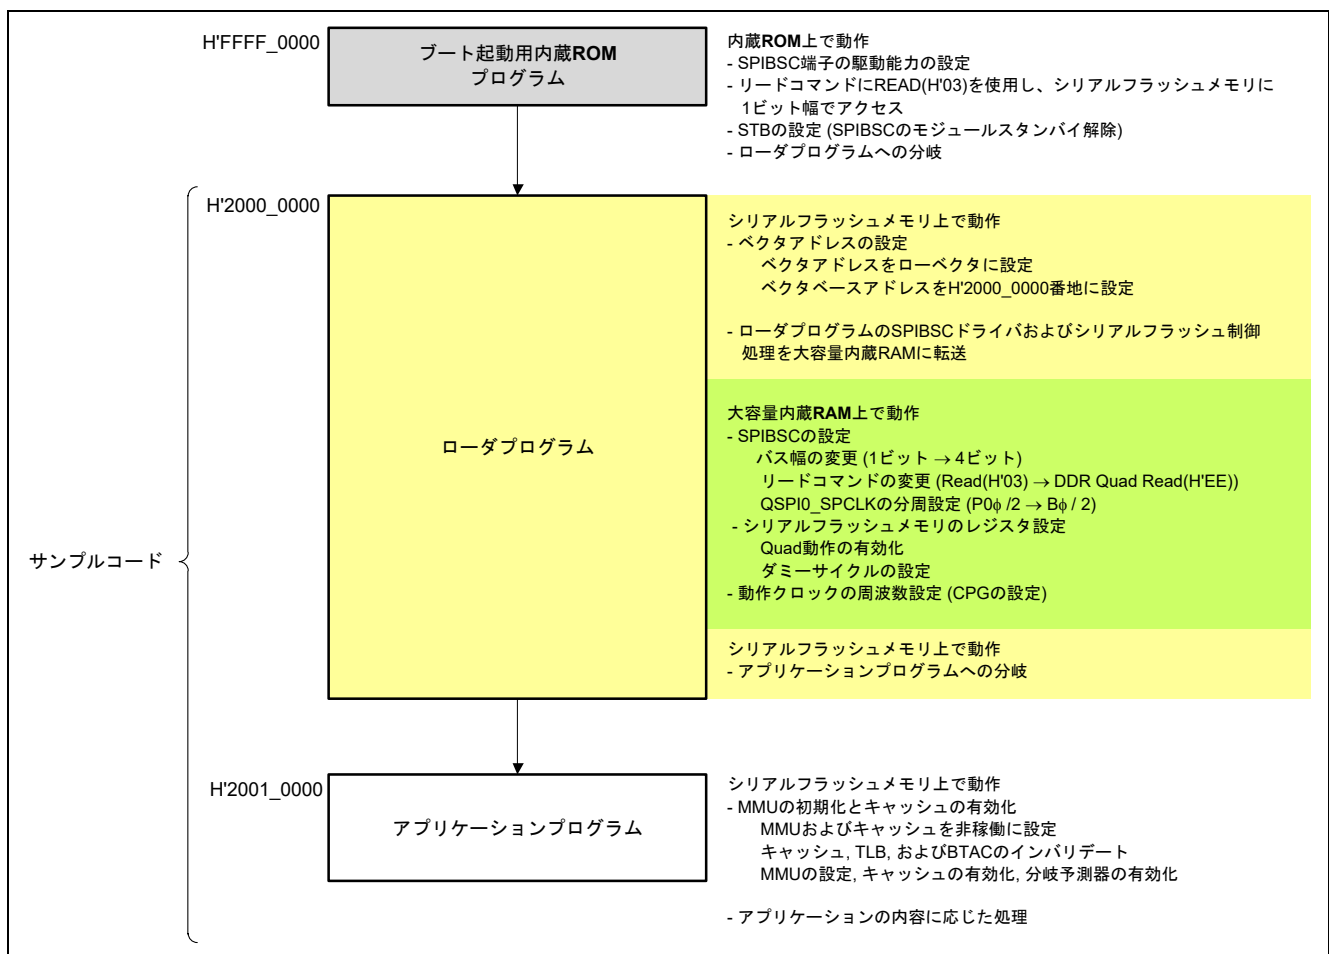 H'FFFF_0000
ブート起動用内蔵ROM
プログラム
内蔵ROM上で動作
- SPIBSC端子の駆動能力の設定
- リードコマンドにREAD(H'03)を使用し、シリアルフラッシュメモリに
1ビット幅でアクセス
- STBの設定 (SPIBSCのモジュールスタンバイ解除)
- ローダプログラムへの分岐
サンプルコード
H'2000_0000
ローダプログラム
シリアルフラッシュメモリ上で動作
- ベクタアドレスの設定
ベクタアドレスをローベクタに設定
ベクタベースアドレスをH'2000_0000番地に設定
- ローダプログラムのSPIBSCドライバおよびシリアルフラッシュ制御
処理を大容量内蔵RAMに転送
大容量内蔵RAM上で動作
- SPIBSCの設定
バス幅の変更 (1ビット → 4ビット)
リードコマンドの変更 (Read(H'03) → DDR Quad Read(H'EE))
QSPI0_SPCLKの分周設定 (P0ϕ /2 → Bϕ / 2)
- シリアルフラッシュメモリのレジスタ設定
Quad動作の有効化
ダミーサイクルの設定
- 動作クロックの周波数設定 (CPGの設定)
シリアルフラッシュメモリ上で動作
- アプリケーションプログラムへの分岐
H'2001_0000
アプリケーションプログラム
シリアルフラッシュメモリ上で動作
- MMUの初期化とキャッシュの有効化
MMUおよびキャッシュを非稼働に設定
キャッシュ, TLB, およびBTACのインバリデート
MMUの設定, キャッシュの有効化, 分岐予測器の有効化
- アプリケーションの内容に応じた処理